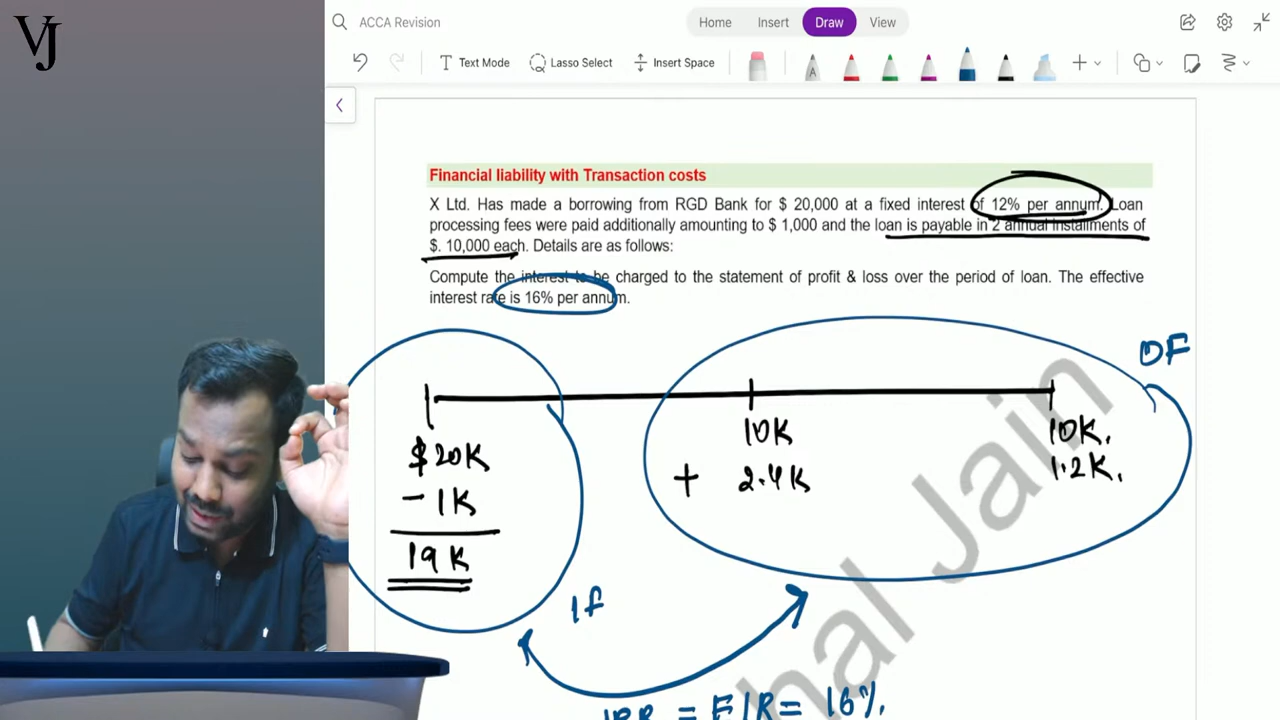 VJ
ACCA Revision
Home Insert Draw View
Text Mode Lasso Select Insert Space
Financial liability with Transaction costs
X Ltd. Has made a borrowing from RGD Bank for $ 20,000 at a fixed interest of 12% per annum. Loan
processing fees were paid additionally amounting to $ 1,000 and the loan is payable in 2 annual installments of
$. 10,000 each. Details are as follows:
Compute the interest to be charged to the statement of profit & loss over the period of loan. The effective
interest rate is 16% per annum.
OF
$20K
- 1K
19K
10K
+ 2.4K
10K.
1.2K.
If
IRR = EIR = 16%.
hal Jain